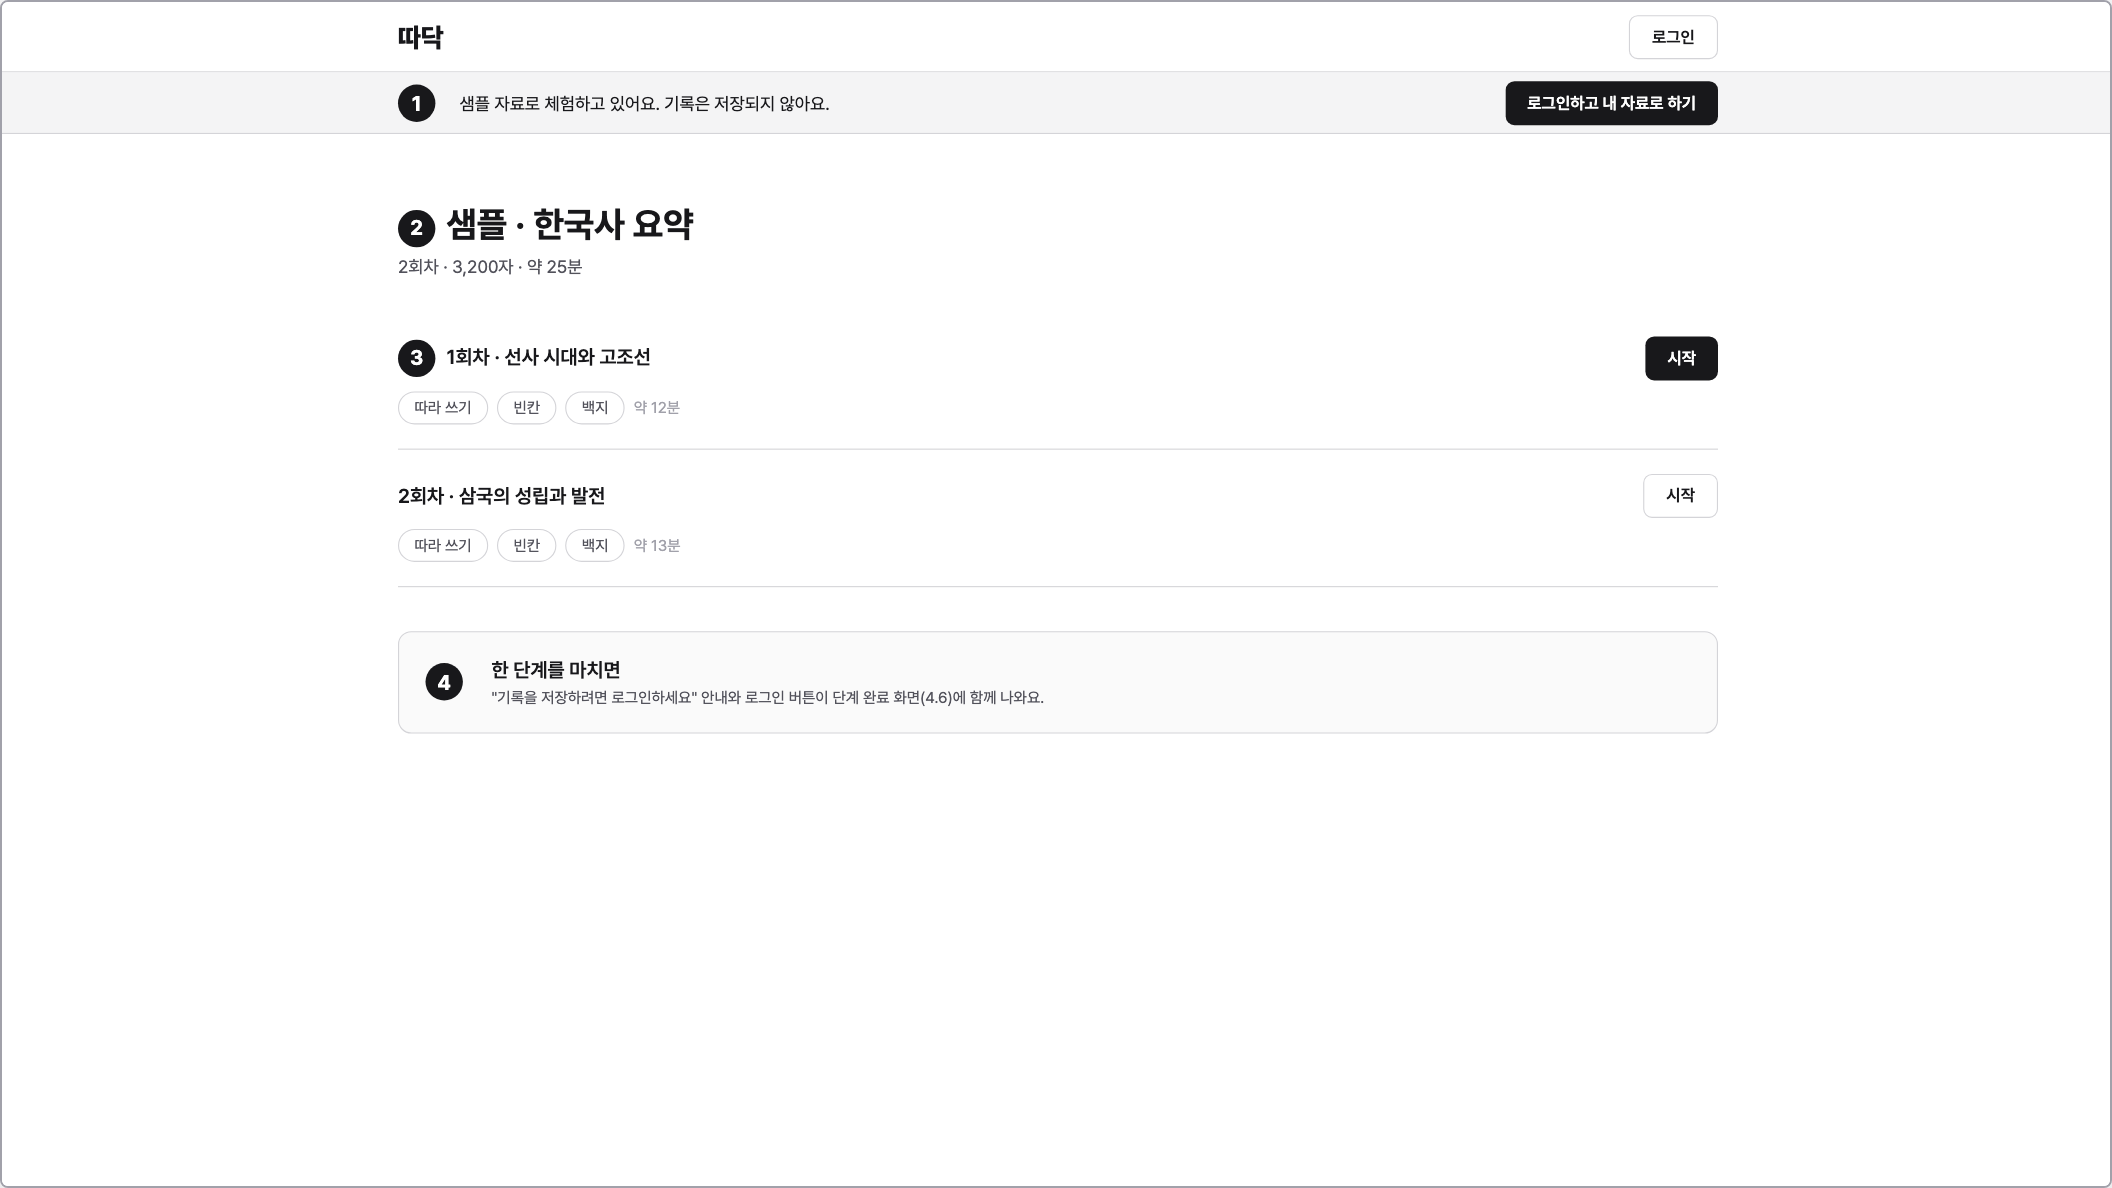 따닥
로그인
1 샘플 자료로 체험하고 있어요. 기록은 저장되지 않아요.
로그인하고 내 자료로 하기
2 샘플 · 한국사 요약
2회차 · 3,200자 · 약 25분
3 1회차 · 선사 시대와 고조선
시작
따라 쓰기 빈칸 백지 약 12분
2회차 · 삼국의 성립과 발전
시작
따라 쓰기 빈칸 백지 약 13분
4 한 단계를 마치면
"기록을 저장하려면 로그인하세요" 안내와 로그인 버튼이 단계 완료 화면(4.6)에 함께 나와요.